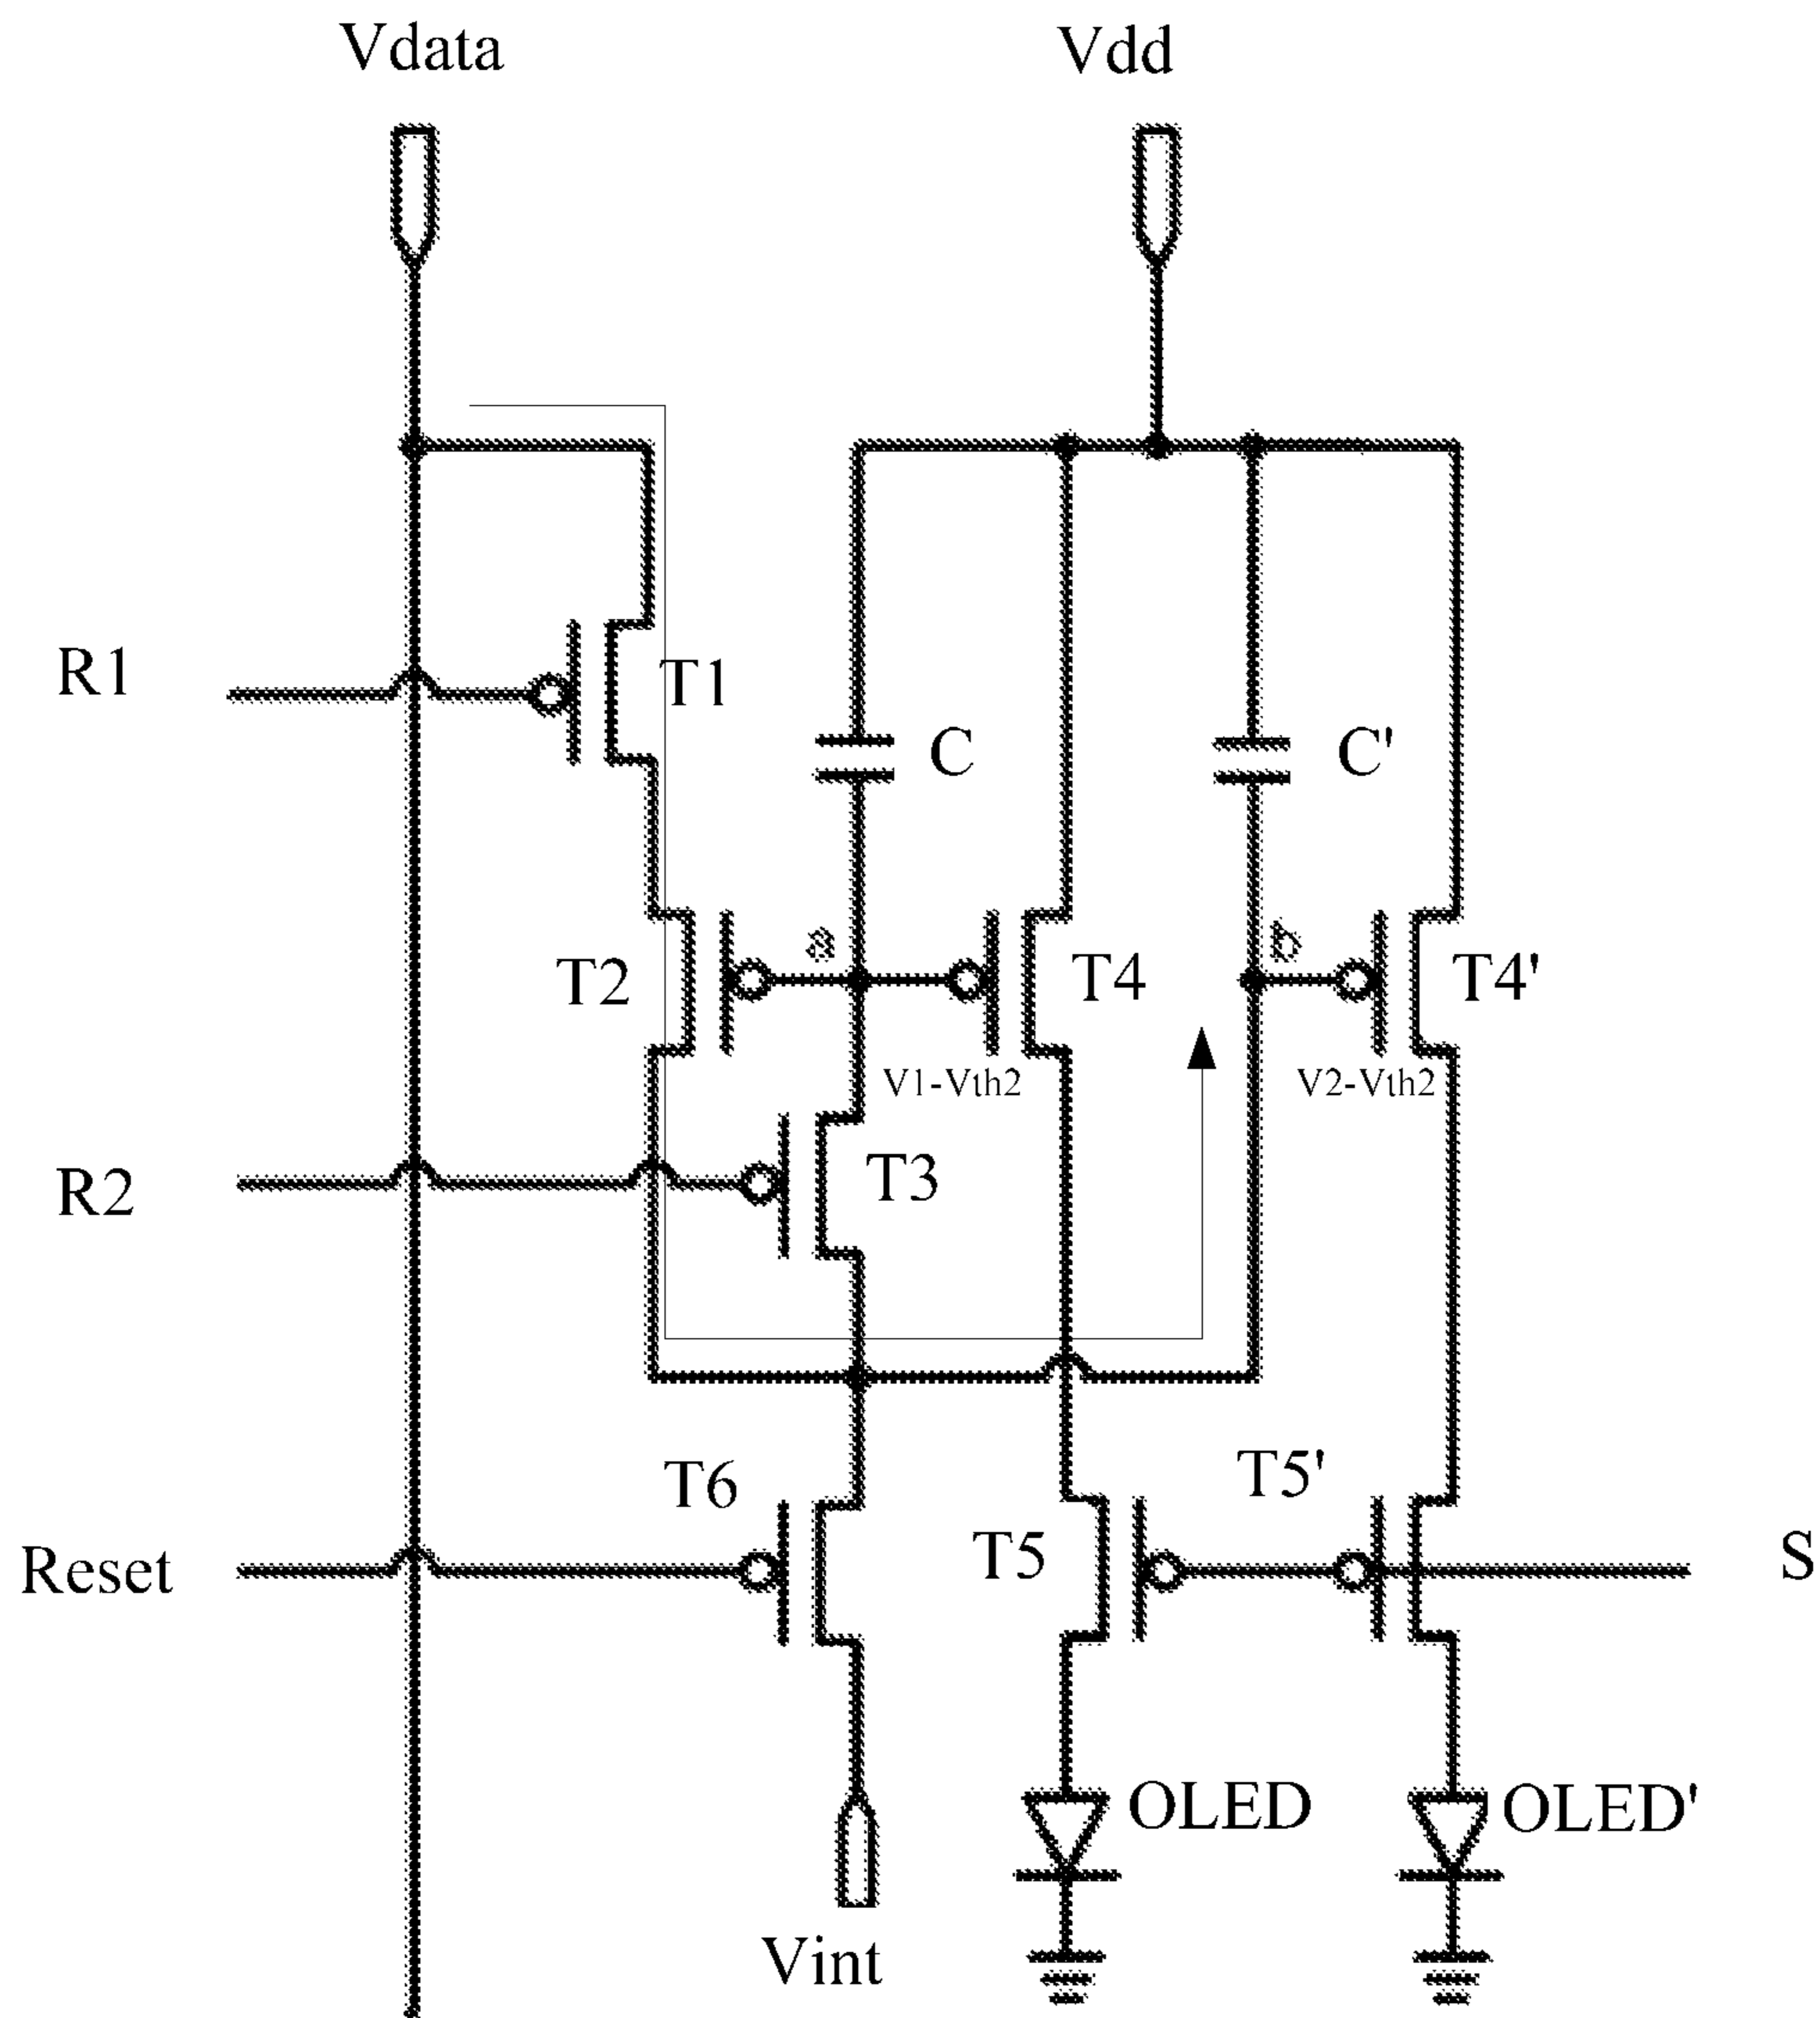 Vdata Vdd
R1 T1
C C'
a b
T2 T4 T4'
V1-Vth2 V2-Vth2
R2 T3
T6 T5'
Reset T5 S
OLED OLED'
Vint